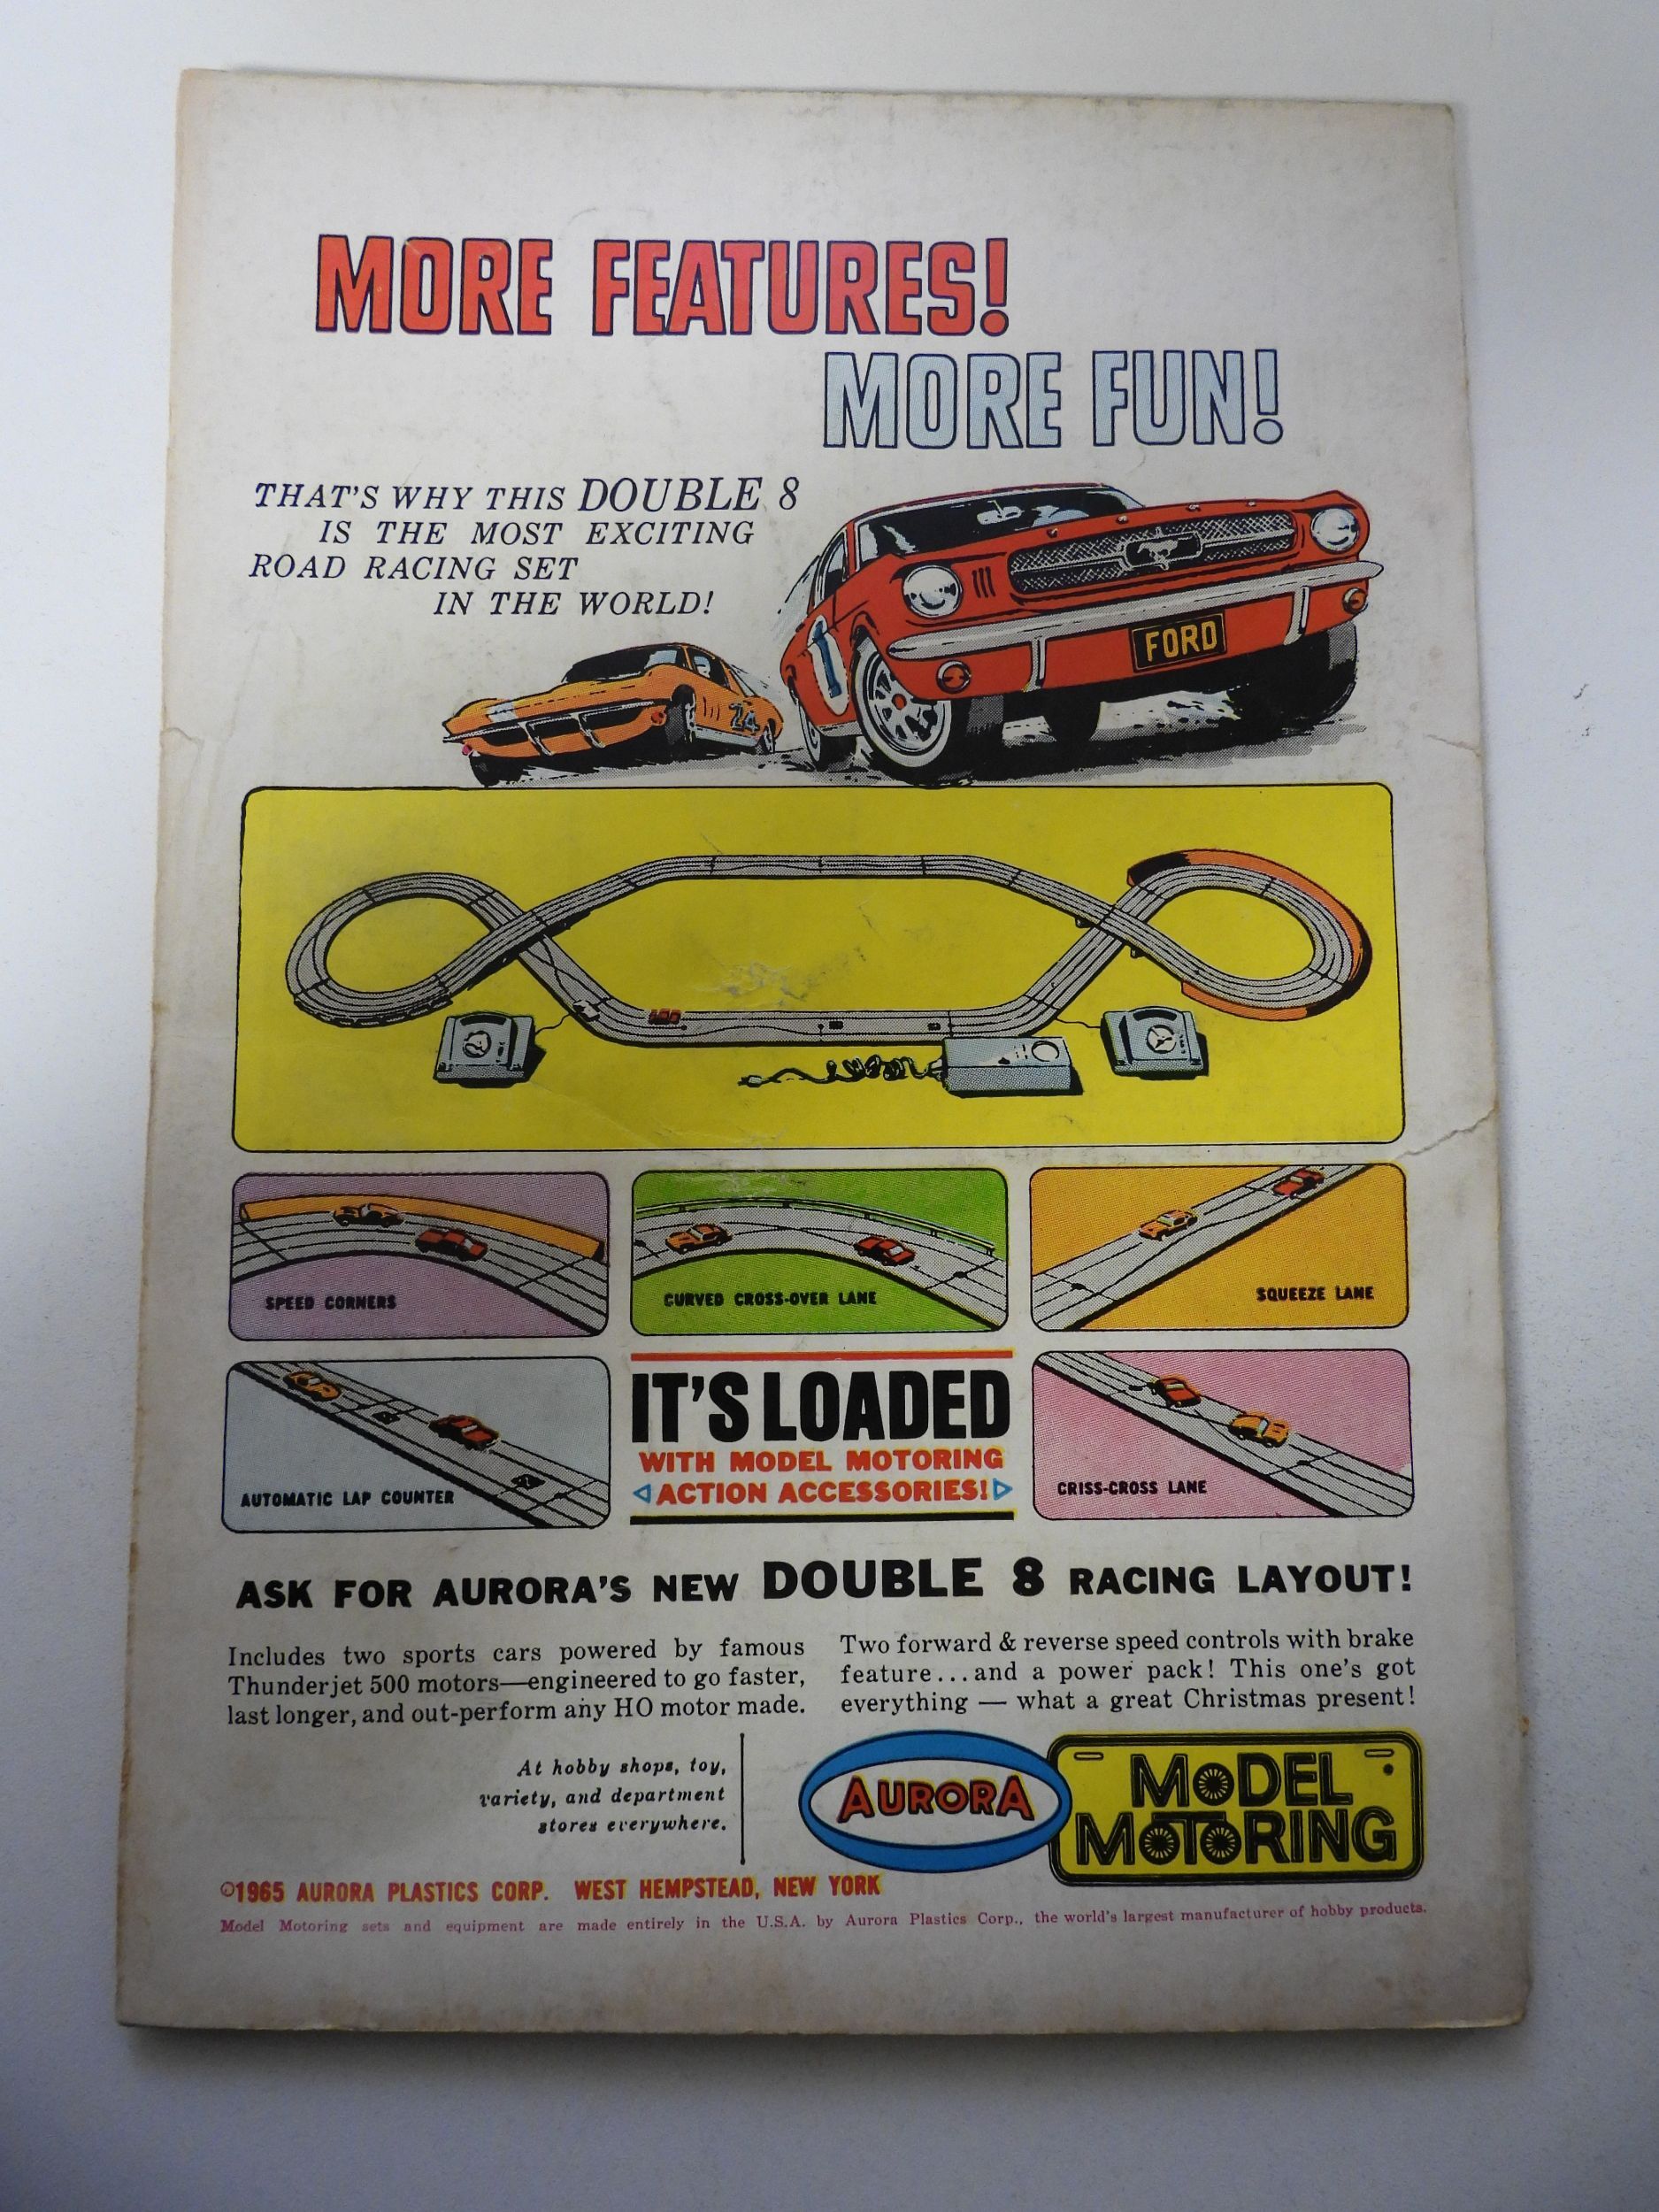 MORE FEATURES!
MORE FUN!
THAT'S WHY THIS DOUBLE 8
IS THE MOST EXCITING
ROAD RACING SET
IN THE WORLD!
1
FORD
24
SPEED CORNERS
CURVED CROSS-OVER LANE
SQUEEZE LANE
AUTOMATIC LAP COUNTER
IT'S LOADED
WITH MODEL MOTORING
ACTION ACCESSORIES!
CRISS-CROSS LANE
ASK FOR AURORA'S NEW DOUBLE 8 RACING LAYOUT!
Includes two sports cars powered by famous
Thunderjet 500 motors—engineered to go faster,
last longer, and out-perform any HO motor made.
Two forward & reverse speed controls with brake
feature...and a power pack! This one's got
everything — what a great Christmas present!
At hobby shops, toy,
variety, and department
stores everywhere.
AURORA
MODEL
MOTORING
©1965 AURORA PLASTICS CORP. WEST HEMPSTEAD, NEW YORK
Model Motoring sets and equipment are made entirely in the U.S.A. by Aurora Plastics Corp., the world's largest manufacturer of hobby products.